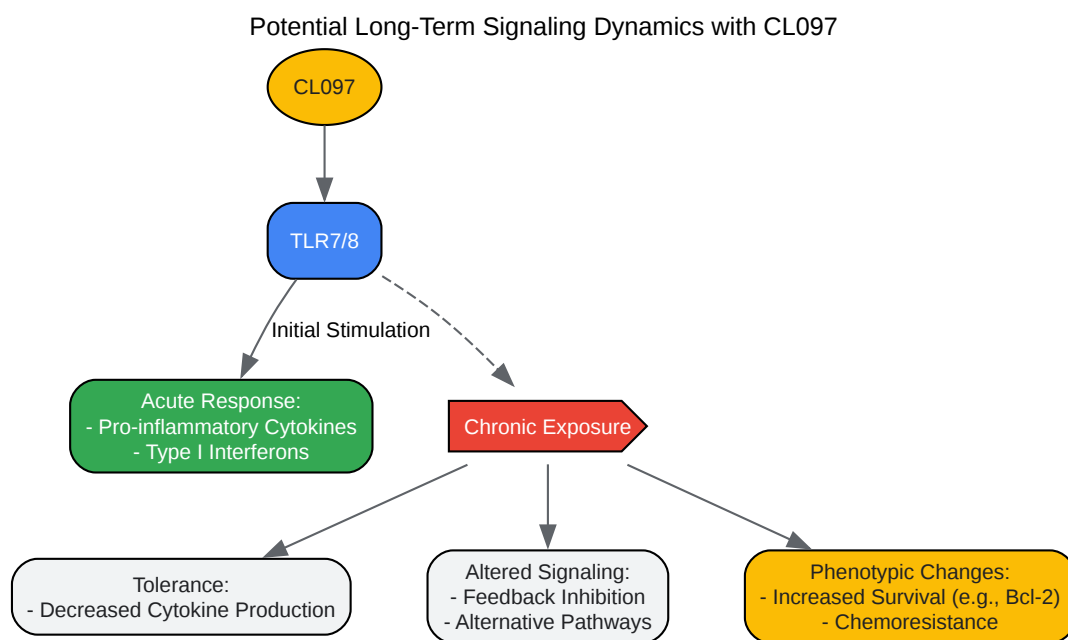 Potential Long-Term Signaling Dynamics with CL097
CL097
TLR7/8
Initial Stimulation
Acute Response:
- Pro-inflammatory Cytokines
- Type I Interferons
Chronic Exposure
Tolerance:
- Decreased Cytokine Production
Altered Signaling:
- Feedback Inhibition
- Alternative Pathways
Phenotypic Changes:
- Increased Survival (e.g., Bcl-2)
- Chemoresistance